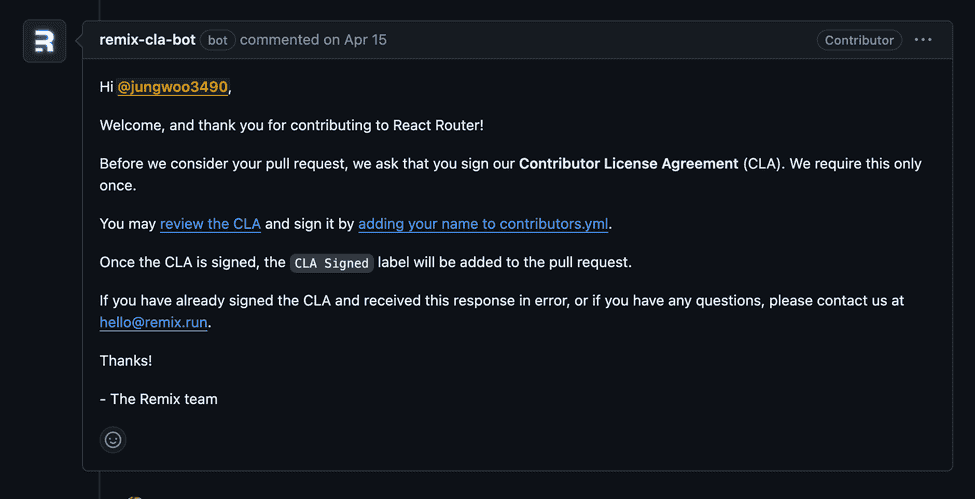 remix-cla-bot bot commented on Apr 15 Contributor ...
Hi @jungwoo3490,
Welcome, and thank you for contributing to React Router!
Before we consider your pull request, we ask that you sign our Contributor License Agreement (CLA). We require this only
once.
You may review the CLA and sign it by adding your name to contributors.yml.
Once the CLA is signed, the CLA Signed label will be added to the pull request.
If you have already signed the CLA and received this response in error, or if you have any questions, please contact us at
hello@remix.run.
Thanks!
- The Remix team